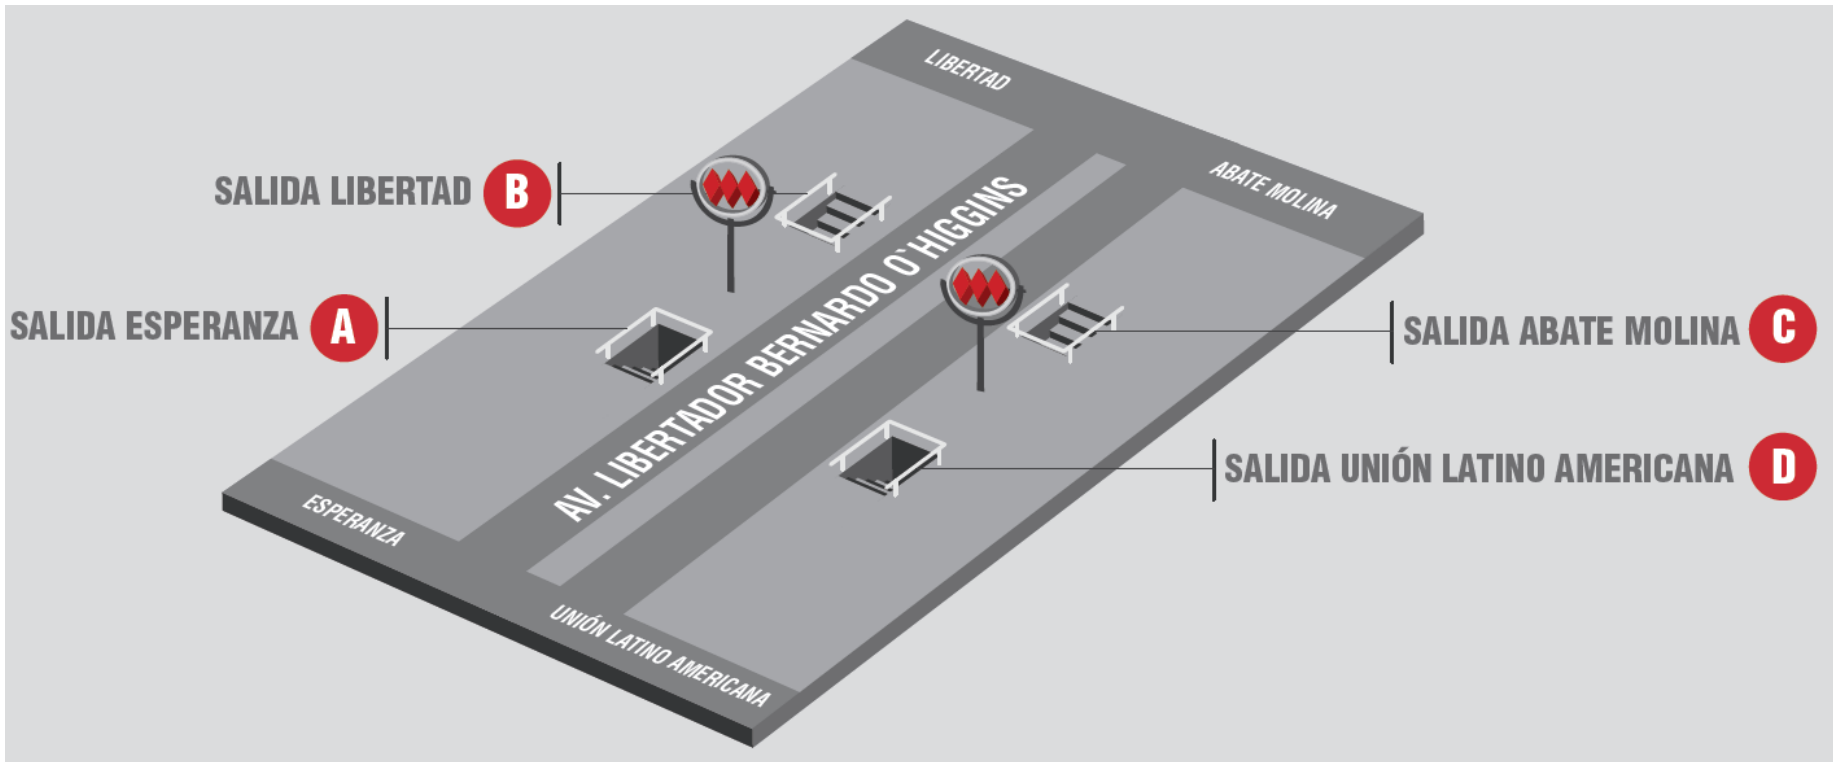 LIBERTAD
ABATE MOLINA
SALIDA LIBERTAD B
SALIDA ESPERANZA A
AV. LIBERTADOR BERNARDO O`HIGGINS
SALIDA ABATE MOLINA C
SALIDA UNIÓN LATINO AMERICANA D
ESPERANZA
UNIÓN LATINO AMERICANA